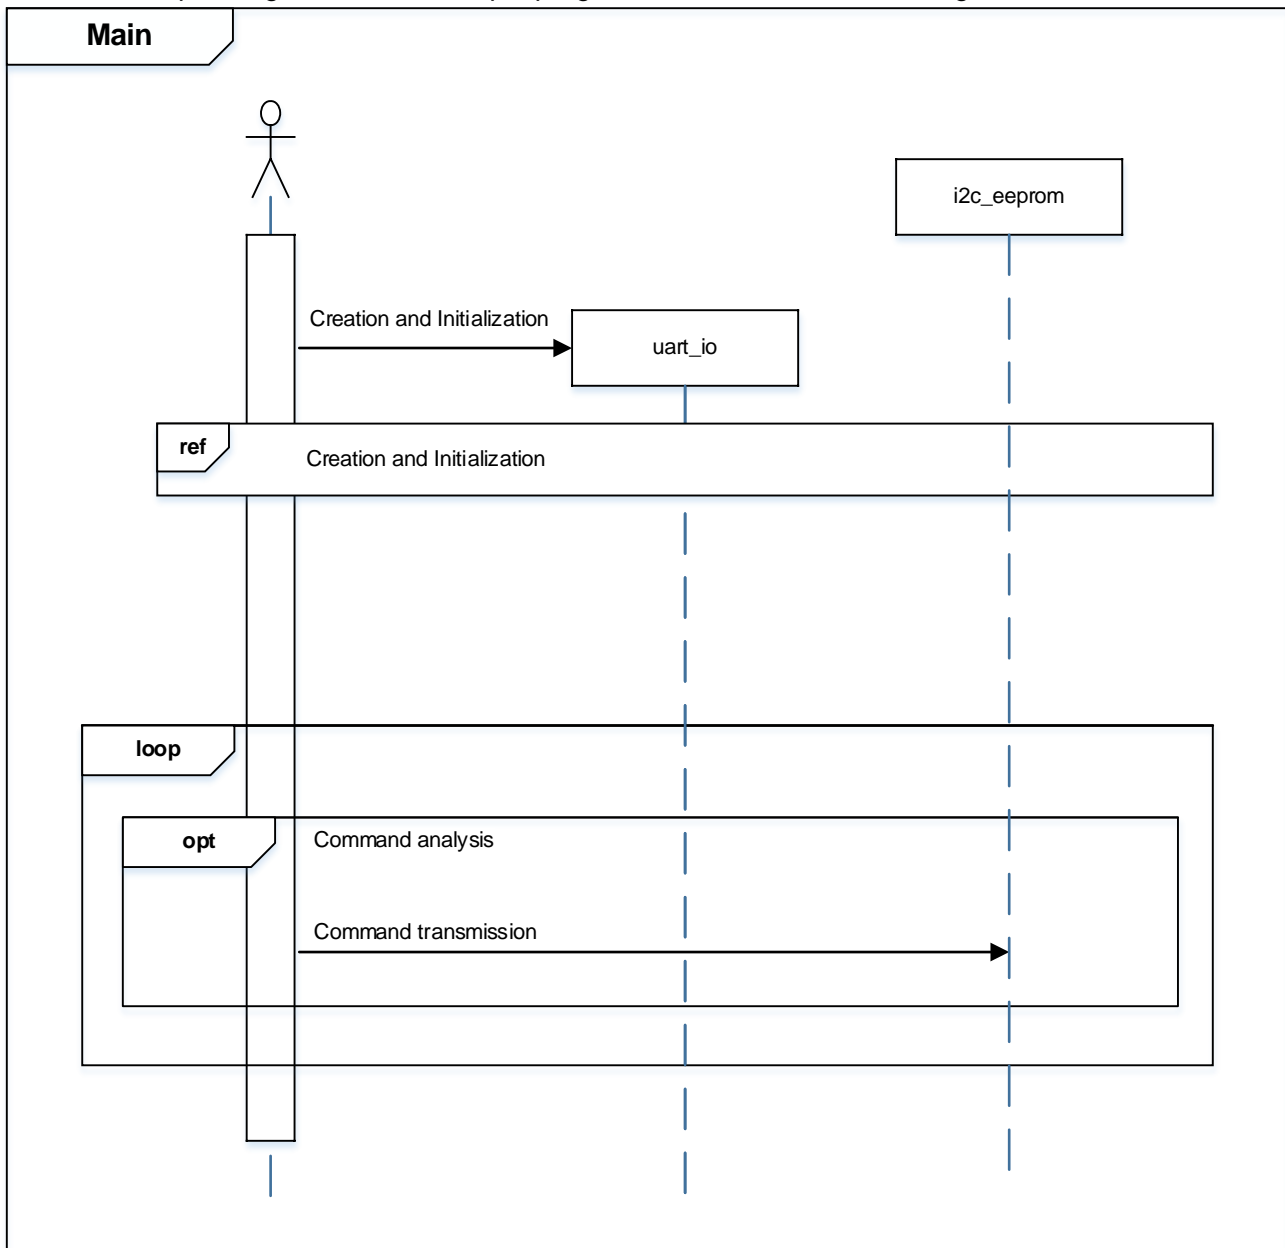 Main
i2c_eeprom
Creation and Initialization
uart_io
ref
Creation and Initialization
loop
opt
Command analysis
Command transmission